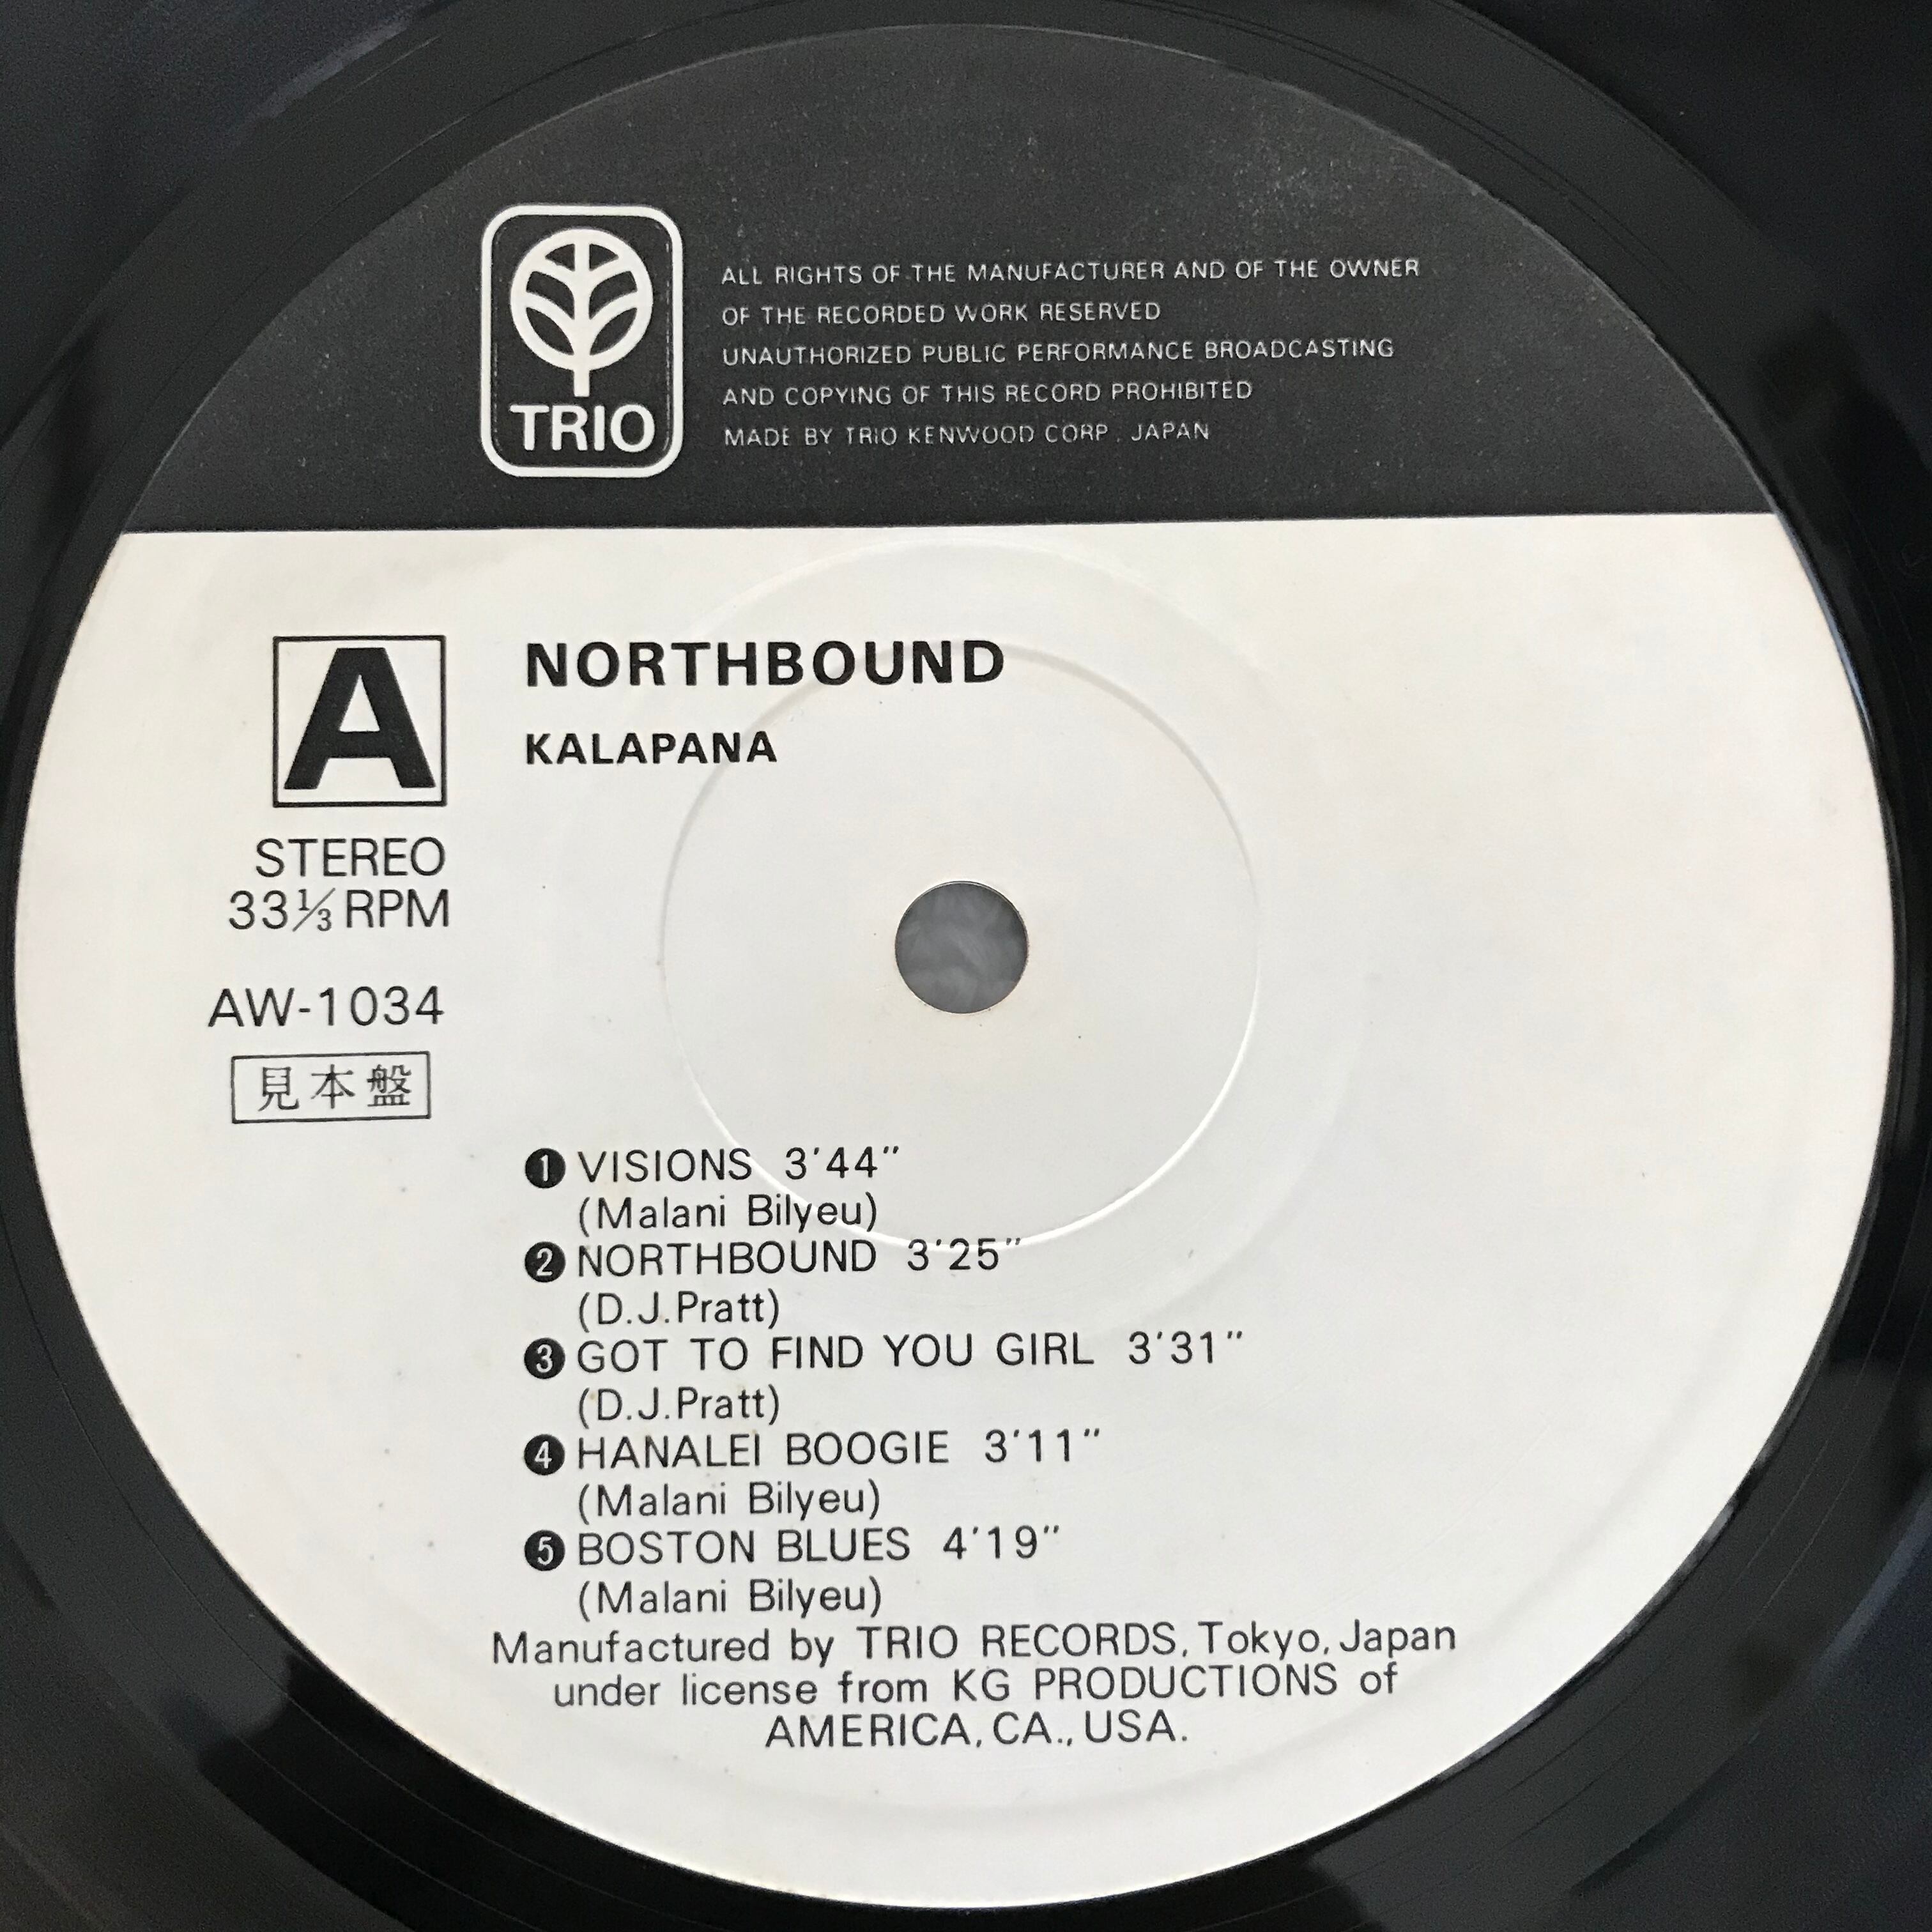 TRIO
ALL RIGHTS OF THE MANUFACTURER AND OF THE OWNER
OF THE RECORDED WORK RESERVED
UNAUTHORIZED PUBLIC PERFORMANCE BROADCASTING
AND COPYING OF THIS RECORD PROHIBITED
MADE BY TRIO KENWOOD CORP. JAPAN
A
STEREO
33⅓ RPM
AW-1034
見本盤
NORTHBOUND
KALAPANA
❶ VISIONS 3'44"
(Malani Bilyeu)
❷ NORTHBOUND 3'25"
(D.J.Pratt)
❸ GOT TO FIND YOU GIRL 3'31"
(D.J.Pratt)
❹ HANALEI BOOGIE 3'11"
(Malani Bilyeu)
❺ BOSTON BLUES 4'19"
(Malani Bilyeu)
Manufactured by TRIO RECORDS, Tokyo, Japan
under license from KG PRODUCTIONS of
AMERICA, CA., USA.